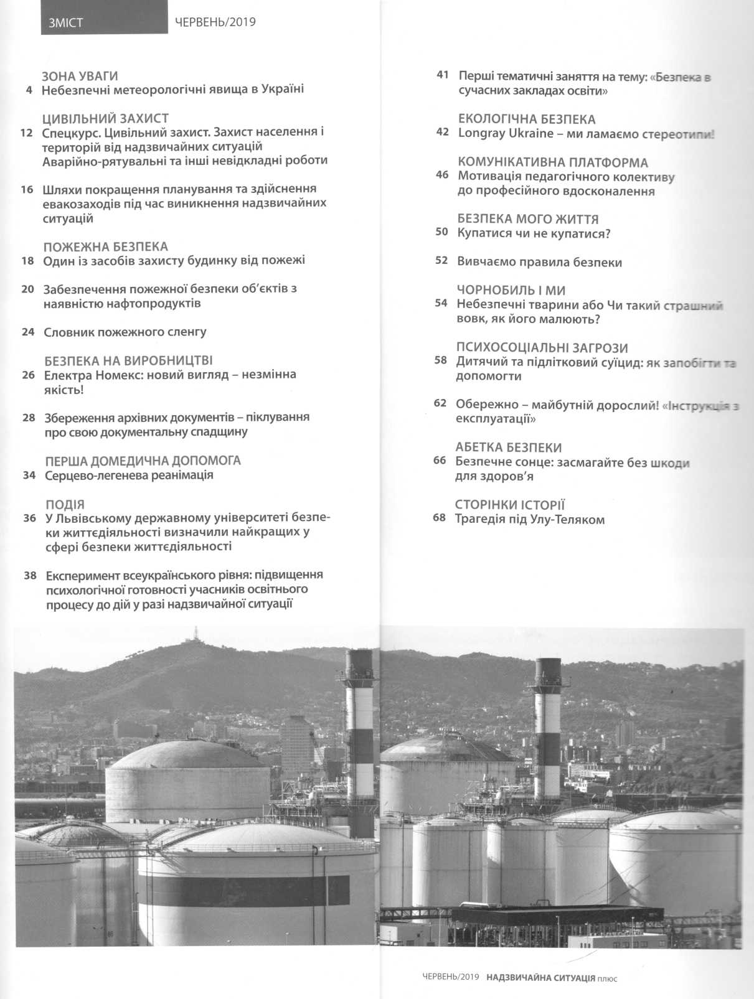 ЗМІСТ
ЧЕРВЕНЬ/2019
ЗОНА УВАГИ
4 Небезпечні метеорологічні явища в Україні
ЦИВІЛЬНИЙ ЗАХИСТ
12 Спецкурс. Цивільний захист. Захист населення і
територій від надзвичайних ситуацій
Аварійно-рятувальні та інші невідкладні роботи
16 Шляхи покращення планування та здійснення
евакозаходів під час виникнення надзвичайних
ситуацій
ПОЖЕЖНА БЕЗПЕКА
18 Один із засобів захисту будинку від пожежі
20 Забезпечення пожежної безпеки об’єктів з
наявністю нафтопродуктів
24 Словник пожежного сленгу
БЕЗПЕКА НА ВИРОБНИЦТВІ
26 Електра Номекс: новий вигляд – незмінна
якість!
28 Збереження архівних документів – піклування
про свою документальну спадщину
ПЕРША ДОМЕДИЧНА ДОПОМОГА
34 Серцево-легенева реанімація
ПОДІЯ
36 У Львівському державному університеті безпе-
ки життєдіяльності визначили найкращих у
сфері безпеки життєдіяльності
38 Експеримент всеукраїнського рівня: підвищення
психологічної готовності учасників освітнього
процесу до дій у разі надзвичайної ситуації
41 Перші тематичні заняття на тему: «Безпека в
сучасних закладах освіти»
ЕКОЛОГІЧНА БЕЗПЕКА
42 Longray Ukraine – ми ламаємо стереотипи!
КОМУНІКАТИВНА ПЛАТФОРМА
46 Мотивація педагогічного колективу
до професійного вдосконалення
БЕЗПЕКА МОГО ЖИТТЯ
50 Купатися чи не купатися?
52 Вивчаємо правила безпеки
ЧОРНОБИЛЬ І МИ
54 Небезпечні тварини або Чи такий страшний
вовк, як його малюють?
ПСИХОСОЦІАЛЬНІ ЗАГРОЗИ
58 Дитячий та підлітковий суїцид: як запобігти та
допомогти
62 Обережно – майбутній дорослий! «Інструкція з
експлуатації»
АБЕТКА БЕЗПЕКИ
66 Безпечне сонце: засмагайте без шкоди
для здоров’я
СТОРІНКИ ІСТОРІЇ
68 Трагедія під Улу-Теляком
ЧЕРВЕНЬ/2019 НАДЗВИЧАЙНА СИТУАЦІЯ плюс